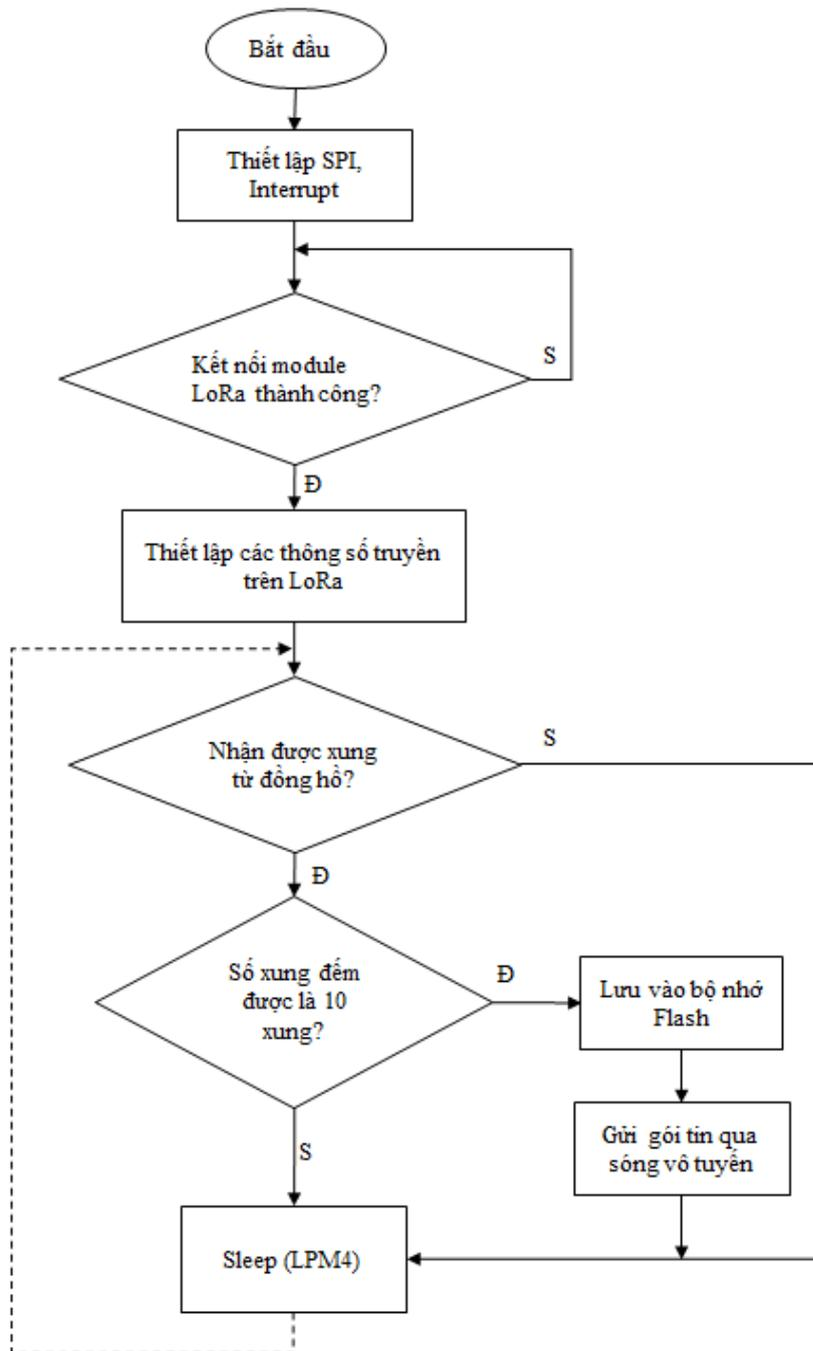 Bắt đầu
Thiết lập SPI,
Interrupt
S
Kết nối module
LoRa thành công?
Đ
Thiết lập các thông số truyền
trên LoRa
S
Nhận được xung
từ đồng hồ?
Đ
Số xung đếm
được là 10
xung?
Đ
Lưu vào bộ nhớ
Flash
Gửi gói tin qua
sóng vô tuyến
S
Sleep (LPM4)